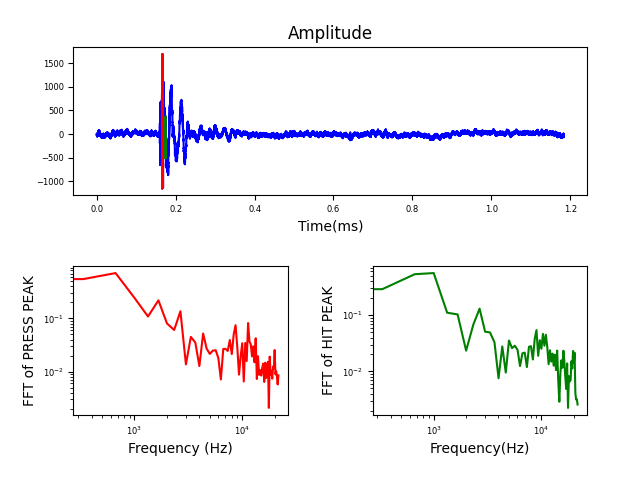 Amplitude
1500
1000
500
0
−500
−1000
0.0 0.2 0.4 0.6 0.8 1.0 1.2
Time(ms)
FFT of PRESS PEAK
10⁻¹
10⁻²
10³ 10⁴
Frequency (Hz)
FFT of HIT PEAK
10⁻¹
10⁻²
10³ 10⁴
Frequency(Hz)